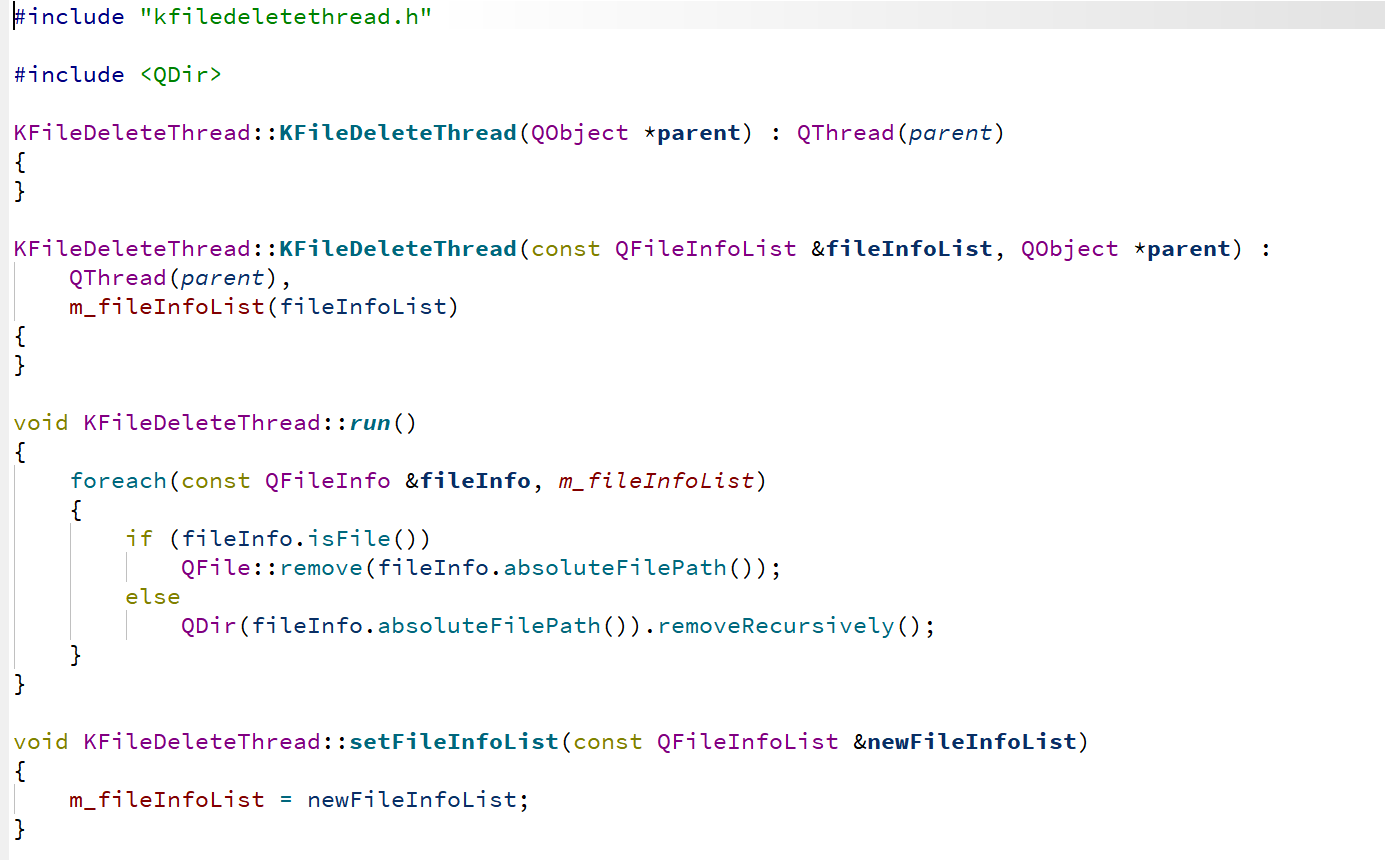 #include "kfiledeletethread.h"
#include <QDir>
KFileDeleteThread::KFileDeleteThread(QObject *parent) : QThread(parent)
{
}
KFileDeleteThread::KFileDeleteThread(const QFileInfoList &fileInfoList, QObject *parent) :
    QThread(parent),
    m_fileInfoList(fileInfoList)
{
}
void KFileDeleteThread::run()
{
    foreach(const QFileInfo &fileInfo, m_fileInfoList)
    {
        if (fileInfo.isFile())
            QFile::remove(fileInfo.absoluteFilePath());
        else
            QDir(fileInfo.absoluteFilePath()).removeRecursively();
    }
}
void KFileDeleteThread::setFileInfoList(const QFileInfoList &newFileInfoList)
{
    m_fileInfoList = newFileInfoList;
}